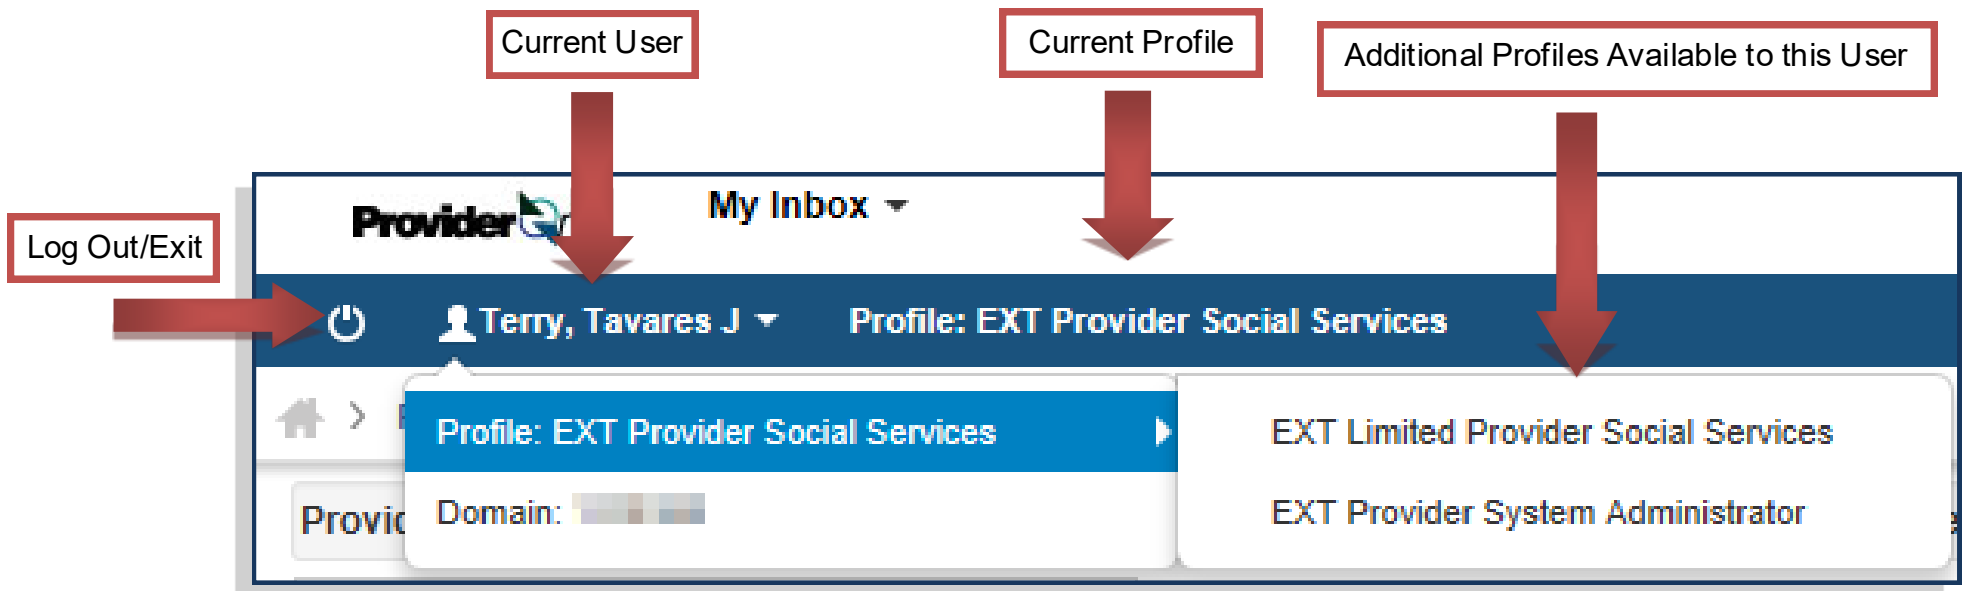 Current User
Current Profile
Additional Profiles Available to this User
Log Out/Exit
Provider
My Inbox
Terry, Tavares J
Profile: EXT Provider Social Services
Profile: EXT Provider Social Services
EXT Limited Provider Social Services
Domain:
EXT Provider System Administrator